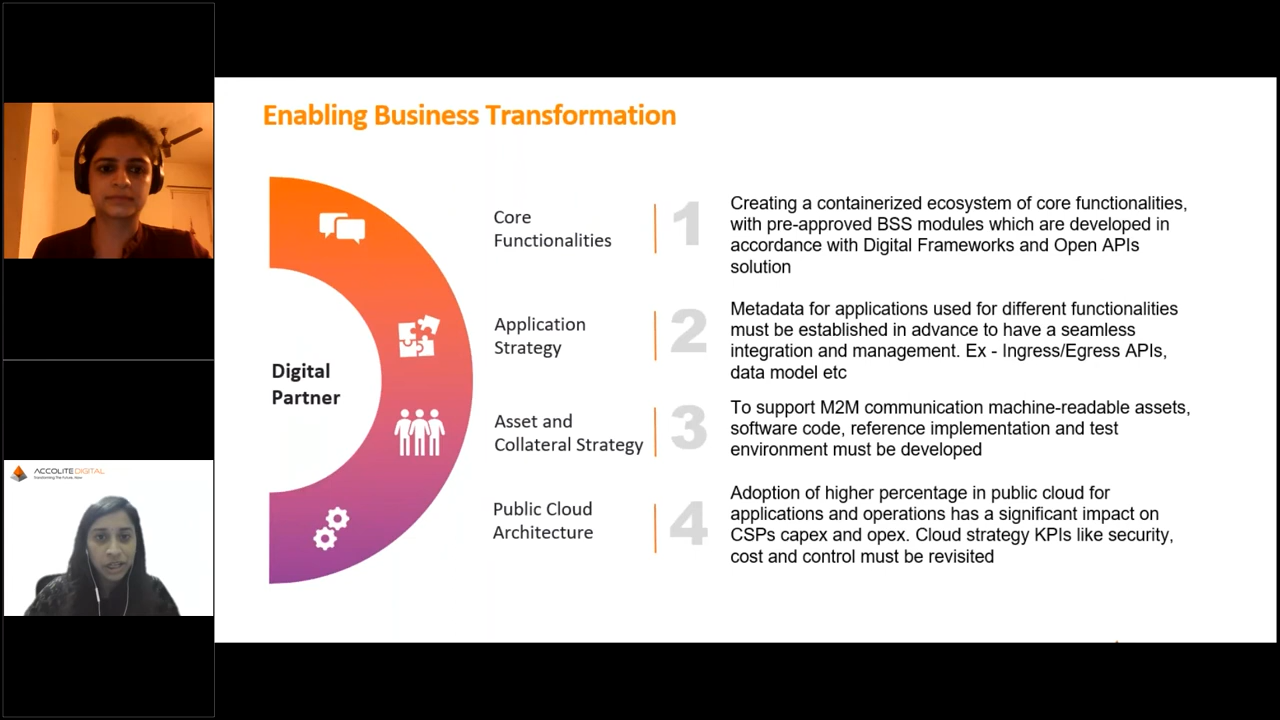 Enabling Business Transformation
Digital
Partner
Core
Functionalities
1
Creating a containerized ecosystem of core functionalities,
with pre-approved BSS modules which are developed in
accordance with Digital Frameworks and Open APIs
solution
Application
Strategy
2
Metadata for applications used for different functionalities
must be established in advance to have a seamless
integration and management. Ex - Ingress/Egress APIs,
data model etc
Asset and
Collateral Strategy
3
To support M2M communication machine-readable assets,
software code, reference implementation and test
environment must be developed
Public Cloud
Architecture
4
Adoption of higher percentage in public cloud for
applications and operations has a significant impact on
CSPs capex and opex. Cloud strategy KPIs like security,
cost and control must be revisited
ACCOLITE DIGITAL
Transforming the future, Now